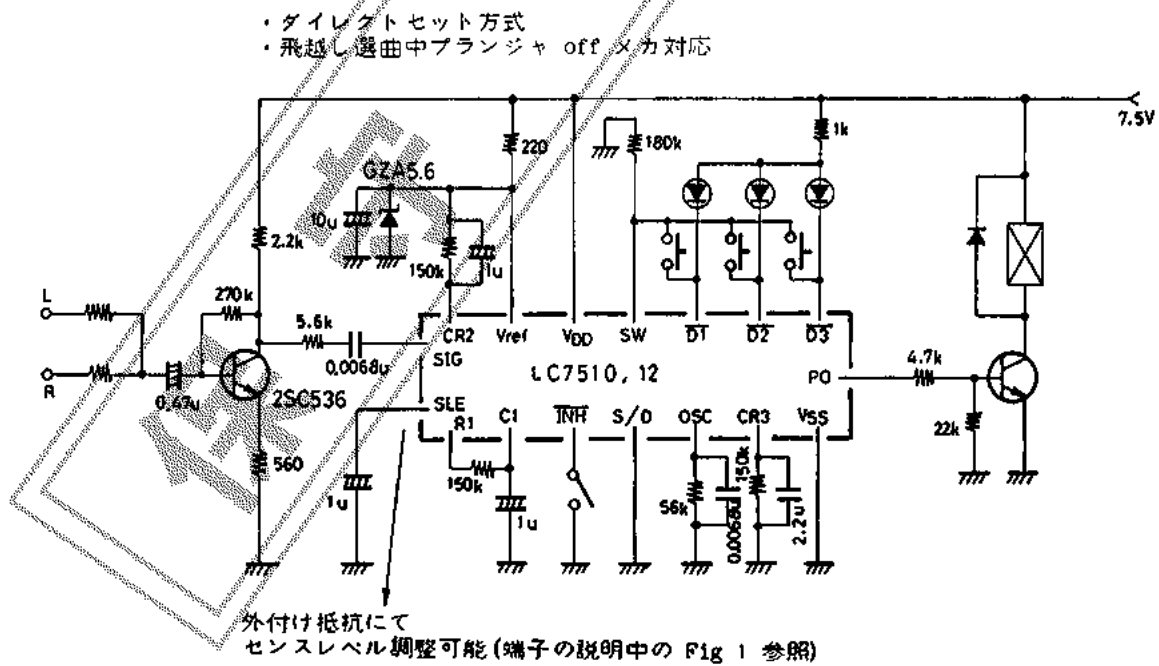 ・ダイレクトセット方式
・飛越し選曲中プランジャ off メカ対応
7.5V
220
180k
1k
GZA5.6
10u
2.2k
150k
1u
270k
L
5.6k
CR2
Vref
VDD
SW
D1
D2
D3
SIG
0.0068u
LC7510,12
PO
4.7k
R
0.47u
2SC536
SLE
R1
C1
INH
S/D
OSC
CR3
VSS
22k
560
150k
1u
1u
56k
0.0068u
150k
2.2u
外付け抵抗にて
センスレベル調整可能(端子の説明中の Fig 1 参照)